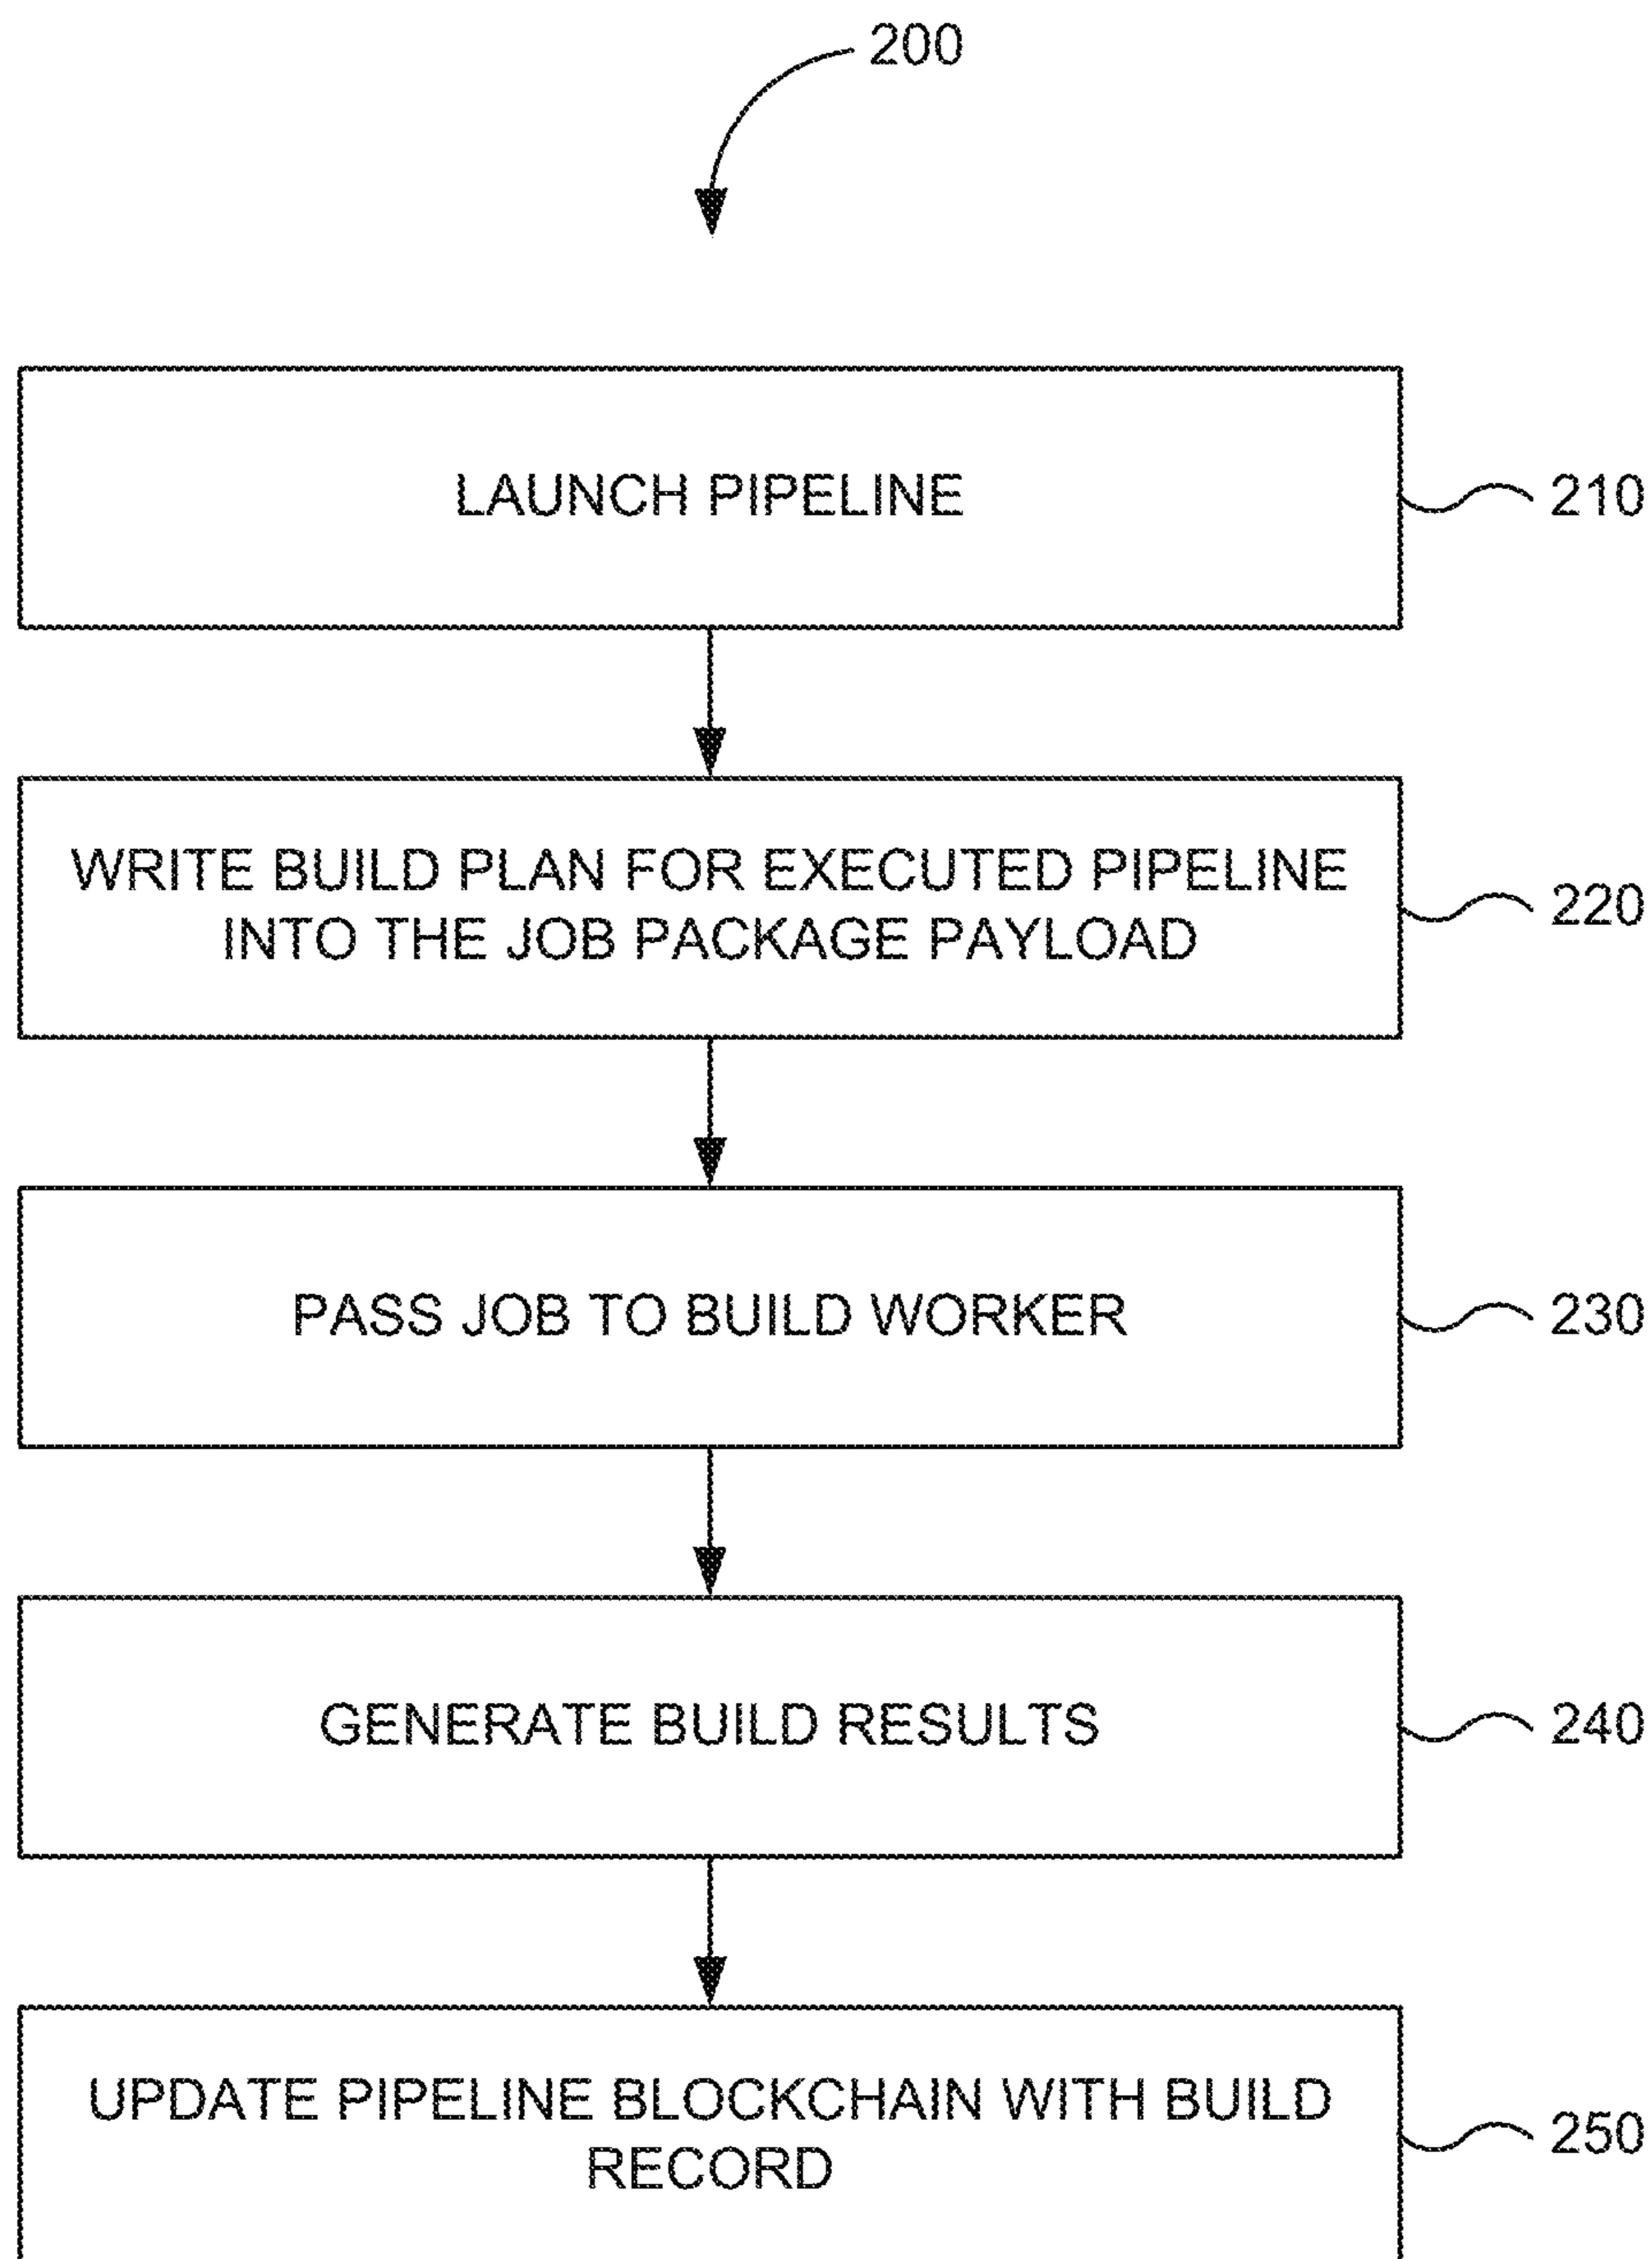 200
LAUNCH PIPELINE
210
WRITE BUILD PLAN FOR EXECUTED PIPELINE
INTO THE JOB PACKAGE PAYLOAD
220
PASS JOB TO BUILD WORKER
230
GENERATE BUILD RESULTS
240
UPDATE PIPELINE BLOCKCHAIN WITH BUILD
RECORD
250